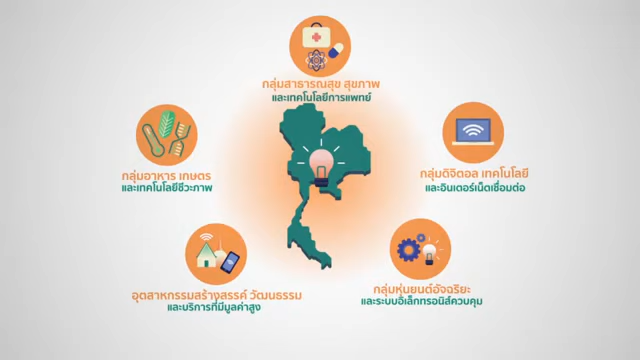 กลุ่มสาธารณสุข สุขภาพ
และเทคโนโลยีการแพทย์
กลุ่มอาหาร เกษตร
และเทคโนโลยีชีวะภาพ
กลุ่มดิจิตอล เทคโนโลยี
และอินเตอร์เน็ตเชื่อมต่อ
อุตสาหกรรมสร้างสรรค์ วัฒนธรรม
และบริการที่มีมูลค่าสูง
กลุ่มหุ่นยนต์อัจฉริยะ
และระบบอิเล็กทรอนิส์ควบคุม